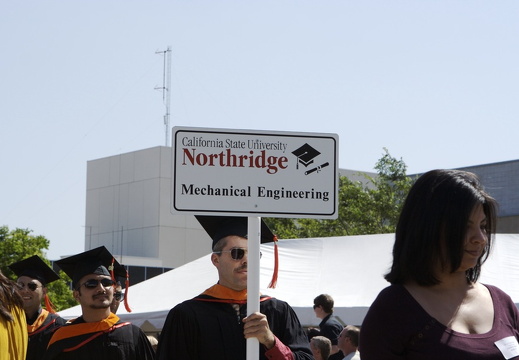 California State University
Northridge
Mechanical Engineering